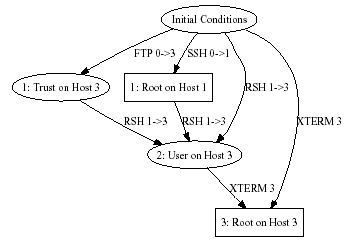 Initial Conditions
FTP 0->3
SSH 0->1
1: Trust on Host 3
1: Root on Host 1
RSH 1->3
RSH 1->3
RSH 1->3
XTERM 3
2: User on Host 3
XTERM 3
3: Root on Host 3